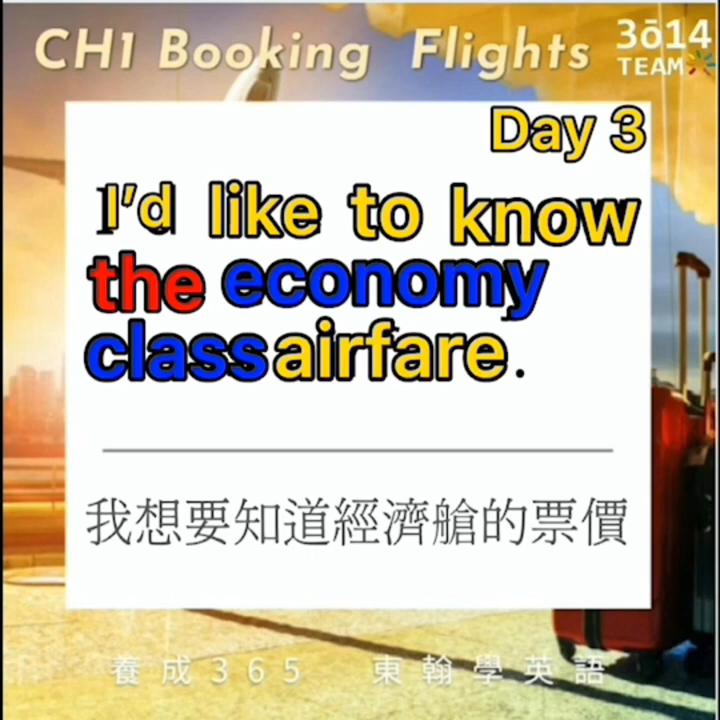 CH1 Booking Flights
3ō14
TEAM
Day 3
I'd like to know
the economy
class airfare.
我想要知道經濟艙的票價
養成365 東翰學英語